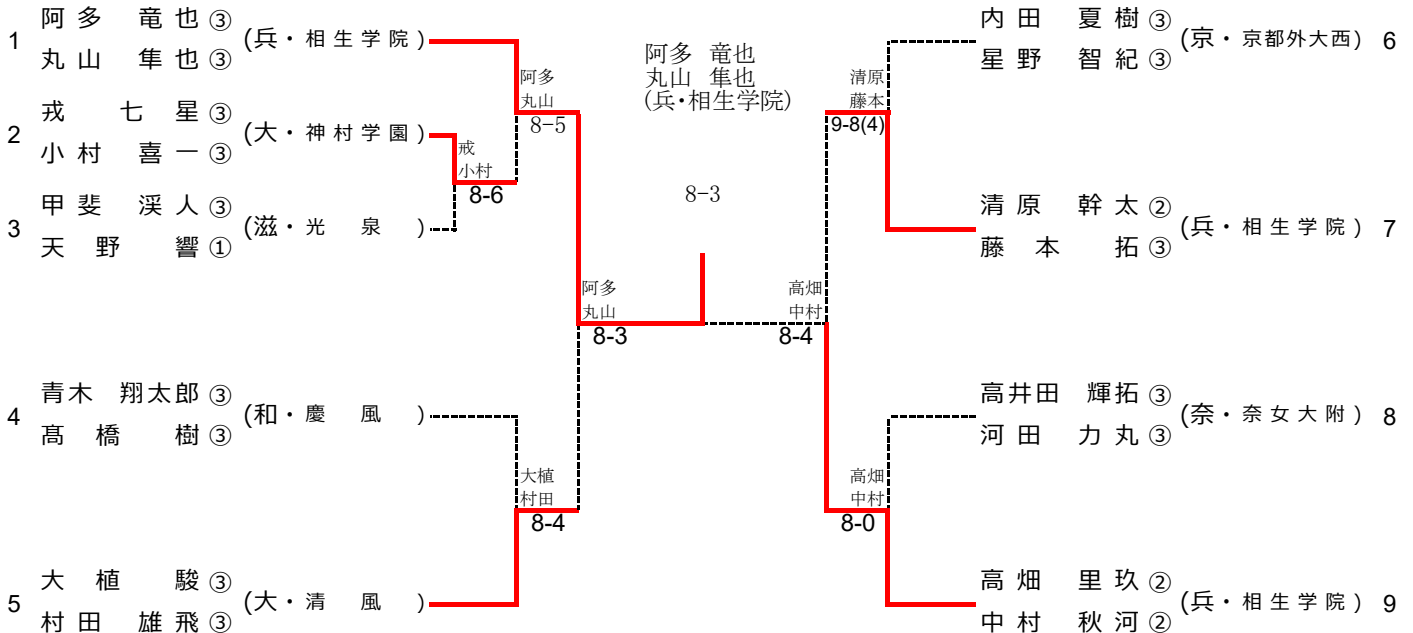 1
阿多 竜也 ③
丸山 隼也 ③
(兵・相生学院)
2
戎 七星 ③
小村 喜一 ③
(大・神村学園)
3
甲斐 渓人 ③
天野 響 ①
(滋・光泉)
4
青木 翔太郎 ③
髙橋 樹 ③
(和・慶風)
5
大植 駿 ③
村田 雄飛 ③
(大・清風)
戒
小村
8-6
阿多
丸山
8-5
大植
村田
8-4
阿多
丸山
8-3
阿多 竜也
丸山 隼也
(兵・相生学院)
8-3
高畑
中村
8-4
清原
藤本
9-8(4)
高畑
中村
8-0
内田 夏樹 ③
星野 智紀 ③
(京・京都外大西) 6
清原 幹太 ②
藤本 拓 ③
(兵・相生学院) 7
高井田 輝拓 ③
河田 力丸 ③
(奈・奈女大附) 8
高畑 里玖 ②
中村 秋河 ②
(兵・相生学院) 9